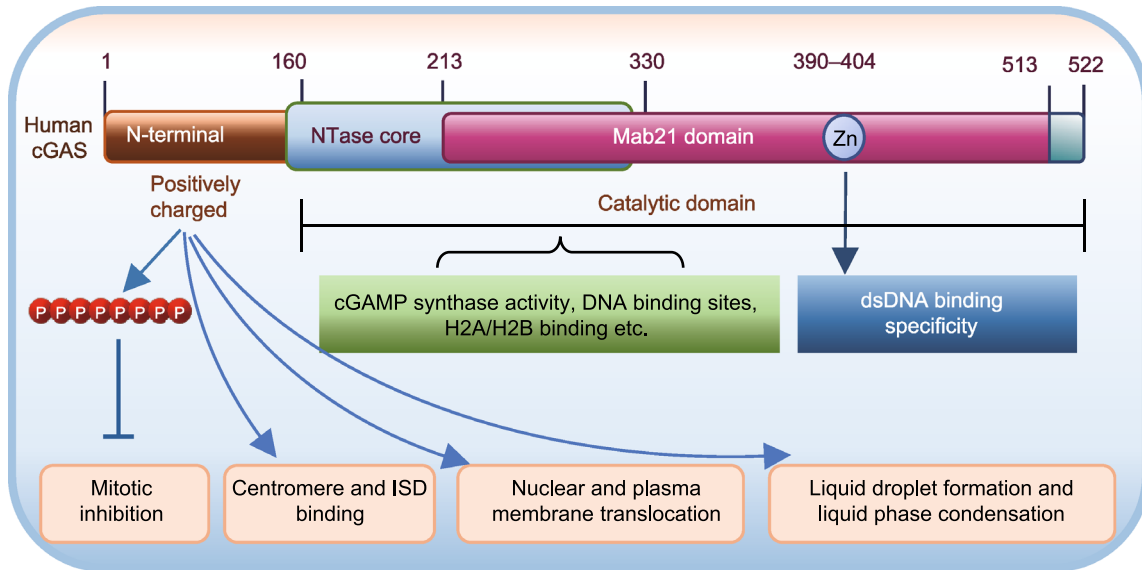 1 160 213 330 390–404 513 522
Human
cGAS
N-terminal NTase core Mab21 domain Zn
Positively
charged
Catalytic domain
P P P P P P P P
cGAMP synthase activity, DNA binding sites,
H2A/H2B binding etc.
dsDNA binding
specificity
Mitotic
inhibition
Centromere and ISD
binding
Nuclear and plasma
membrane translocation
Liquid droplet formation and
liquid phase condensation